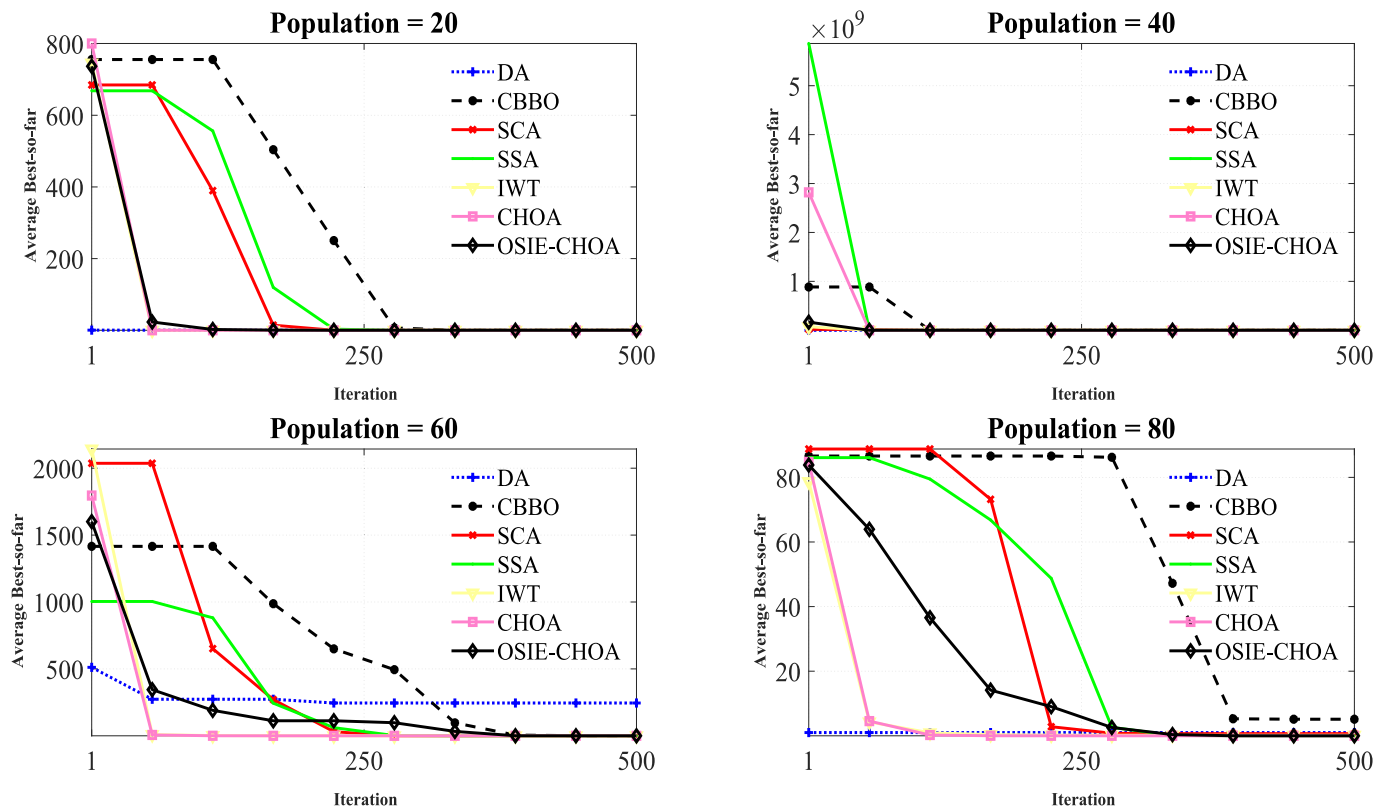 Population = 20
800
600
400
200
1
250
500
Average Best-so-far
Iteration
DA
CBBO
SCA
SSA
IWT
CHOA
OSIE-CHOA
Population = 40
×10^9
5
4
3
2
1
1
250
500
Average Best-so-far
Iteration
DA
CBBO
SCA
SSA
IWT
CHOA
OSIE-CHOA
Population = 60
2000
1500
1000
500
1
250
500
Average Best-so-far
Iteration
DA
CBBO
SCA
SSA
IWT
CHOA
OSIE-CHOA
Population = 80
80
60
40
20
1
250
500
Average Best-so-far
Iteration
DA
CBBO
SCA
SSA
IWT
CHOA
OSIE-CHOA